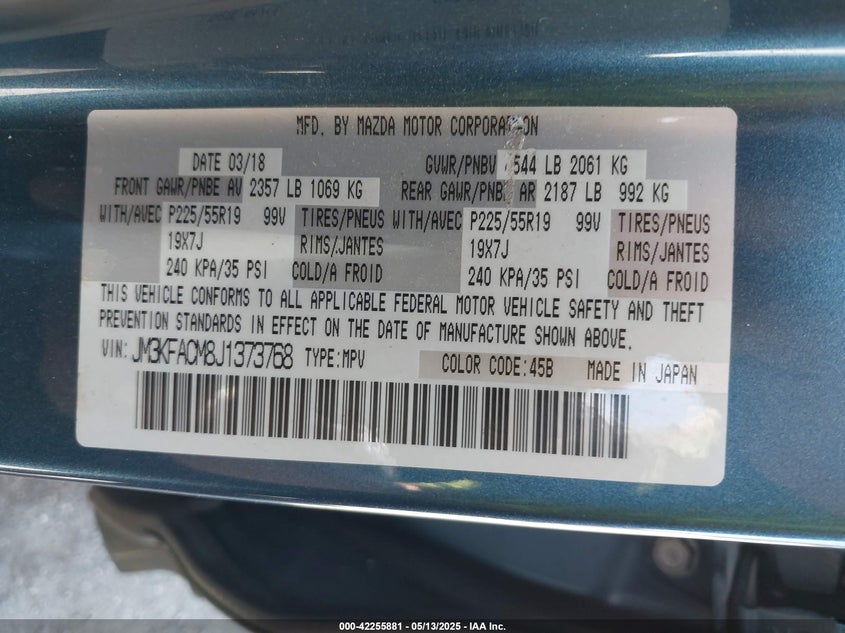 MFD. BY MAZDA MOTOR CORPORATION
DATE 03/18 GVWR/PNBV 4544 LB 2061 KG
FRONT GAWR/PNBE AV 2357 LB 1069 KG REAR GAWR/PNBE AR 2187 LB 992 KG
WITH/AVEC P225/55R19 99V TIRES/PNEUS WITH/AVEC P225/55R19 99V TIRES/PNEUS
19X7J RIMS/JANTES 19X7J RIMS/JANTES
240 KPA/35 PSI COLD/A FROID 240 KPA/35 PSI COLD/A FROID
THIS VEHICLE CONFORMS TO ALL APPLICABLE FEDERAL MOTOR VEHICLE SAFETY AND THEFT
PREVENTION STANDARDS IN EFFECT ON THE DATE OF MANUFACTURE SHOWN ABOVE.
VIN: JM3KFACM8J1373768 TYPE:MPV COLOR CODE:45B MADE IN JAPAN
000-42255881 / 05/13/2025 - IAA Inc.